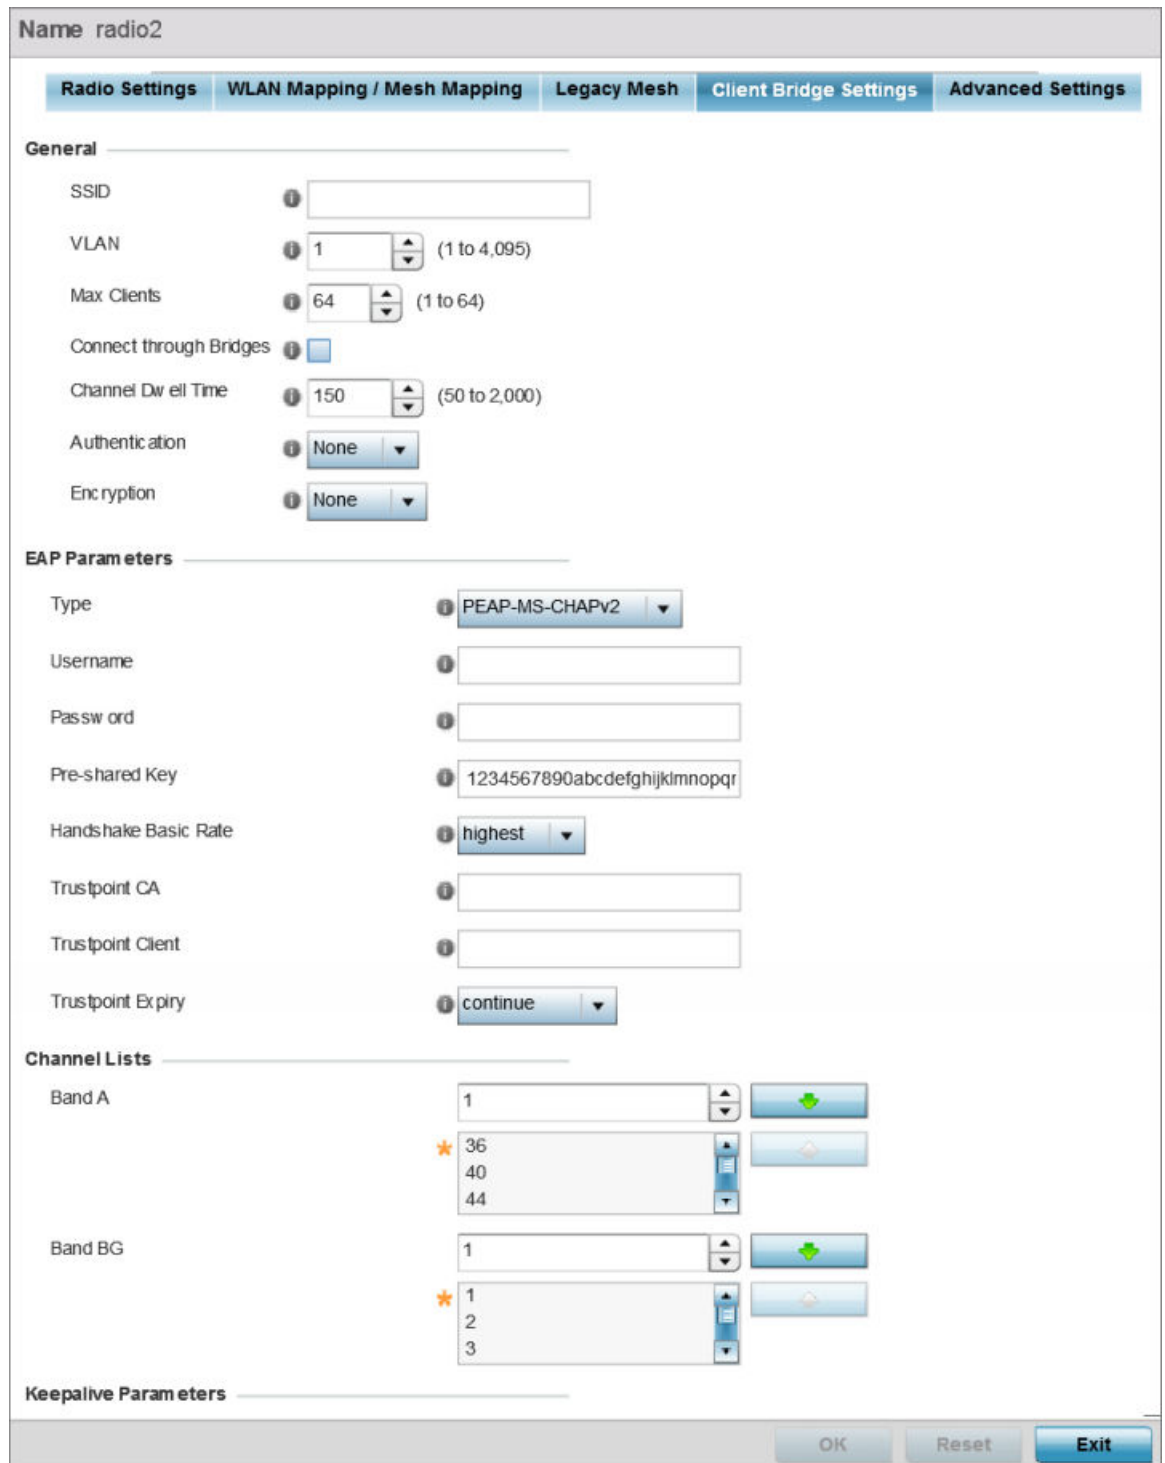 Name radio2
Radio Settings WLAN Mapping / Mesh Mapping Legacy Mesh Client Bridge Settings Advanced Settings
General
SSID
VLAN 1 (1 to 4,095)
Max Clients 64 (1 to 64)
Connect through Bridges
Channel Dwell Time 150 (50 to 2,000)
Authentication None
Encryption None
EAP Parameters
Type PEAP-MS-CHAPv2
Username
Password
Pre-shared Key 1234567890abcdefghijklmnopqr
Handshake Basic Rate highest
Trustpoint CA
Trustpoint Client
Trustpoint Expiry continue
Channel Lists
Band A 1
36
40
44
Band BG 1
1
2
3
Keepalive Parameters
OK Reset Exit